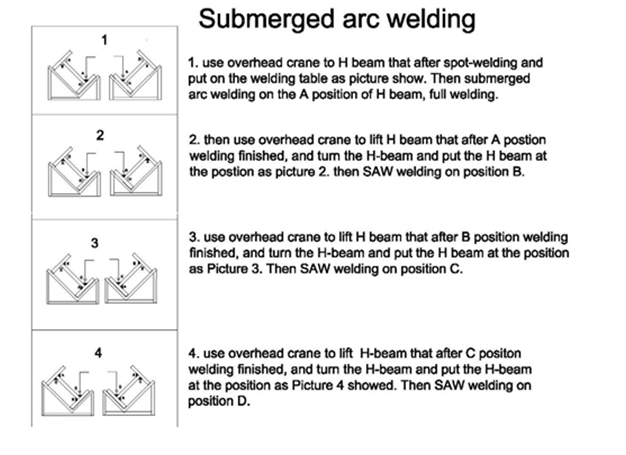 Submerged arc welding
1
1. use overhead crane to H beam that after spot-welding and
put on the welding table as picture show. Then submerged
arc welding on the A position of H beam, full welding.
2
2. then use overhead crane to lift H beam that after A postion
welding finished, and turn the H-beam and put the H beam at
the postion as picture 2. then SAW welding on position B.
3
3. use overhead crane to lift H beam that after B position welding
finished, and turn the H-beam and put the H beam at the position
as Picture 3. Then SAW welding on position C.
4
4. use overhead crane to lift H-beam that after C positon
welding finished, and turn the H-beam and put the H-beam
at the position as Picture 4 showed. Then SAW welding on
position D.